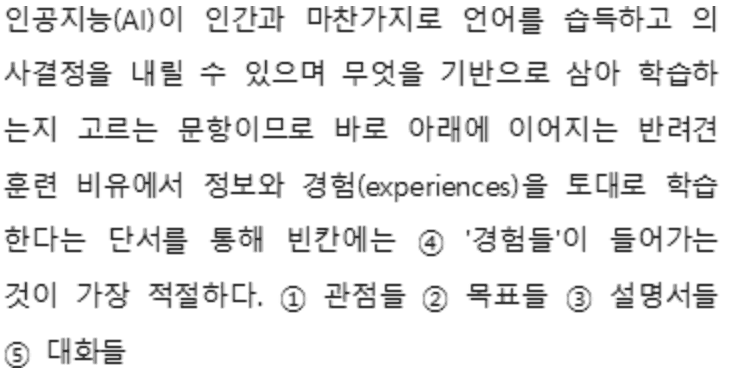 인공지능(AI)이 인간과 마찬가지로 언어를 습득하고 의
사결정을 내릴 수 있으며 무엇을 기반으로 삼아 학습하
는지 고르는 문항이므로 바로 아래에 이어지는 반려견
훈련 비유에서 정보와 경험(experiences)을 토대로 학습
한다는 단서를 통해 빈칸에는 ④ '경험들'이 들어가는
것이 가장 적절하다. ① 관점들 ② 목표들 ③ 설명서들
⑤ 대화들